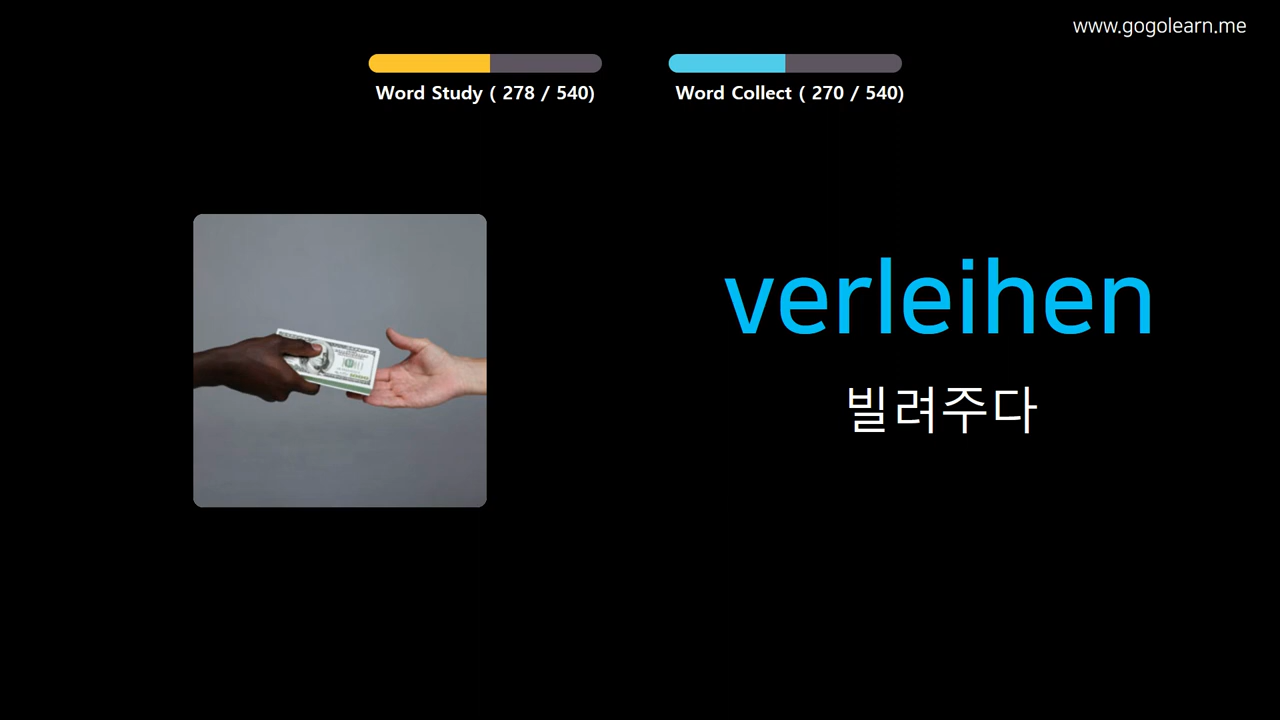 www.gogolearn.me
Word Study ( 278 / 540)
Word Collect ( 270 / 540)
verleihen
빌려주다